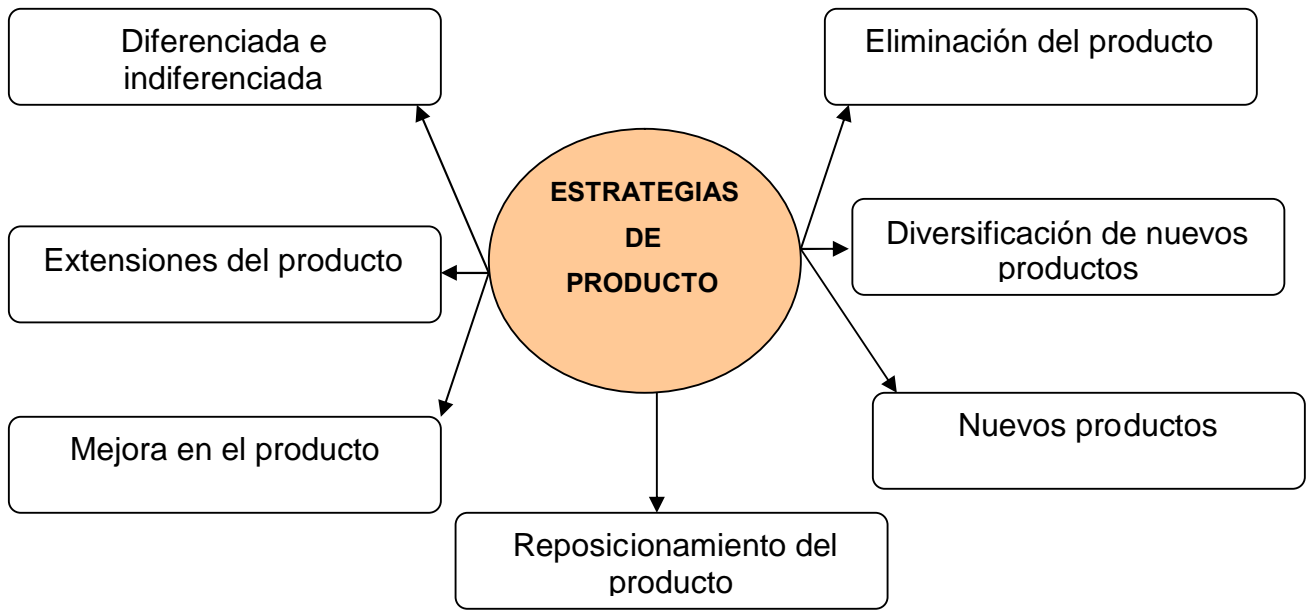 Diferenciada e
indiferenciada
Eliminación del producto
ESTRATEGIAS
DE
PRODUCTO
Extensiones del producto
Diversificación de nuevos
productos
Mejora en el producto
Nuevos productos
Reposicionamiento del
producto